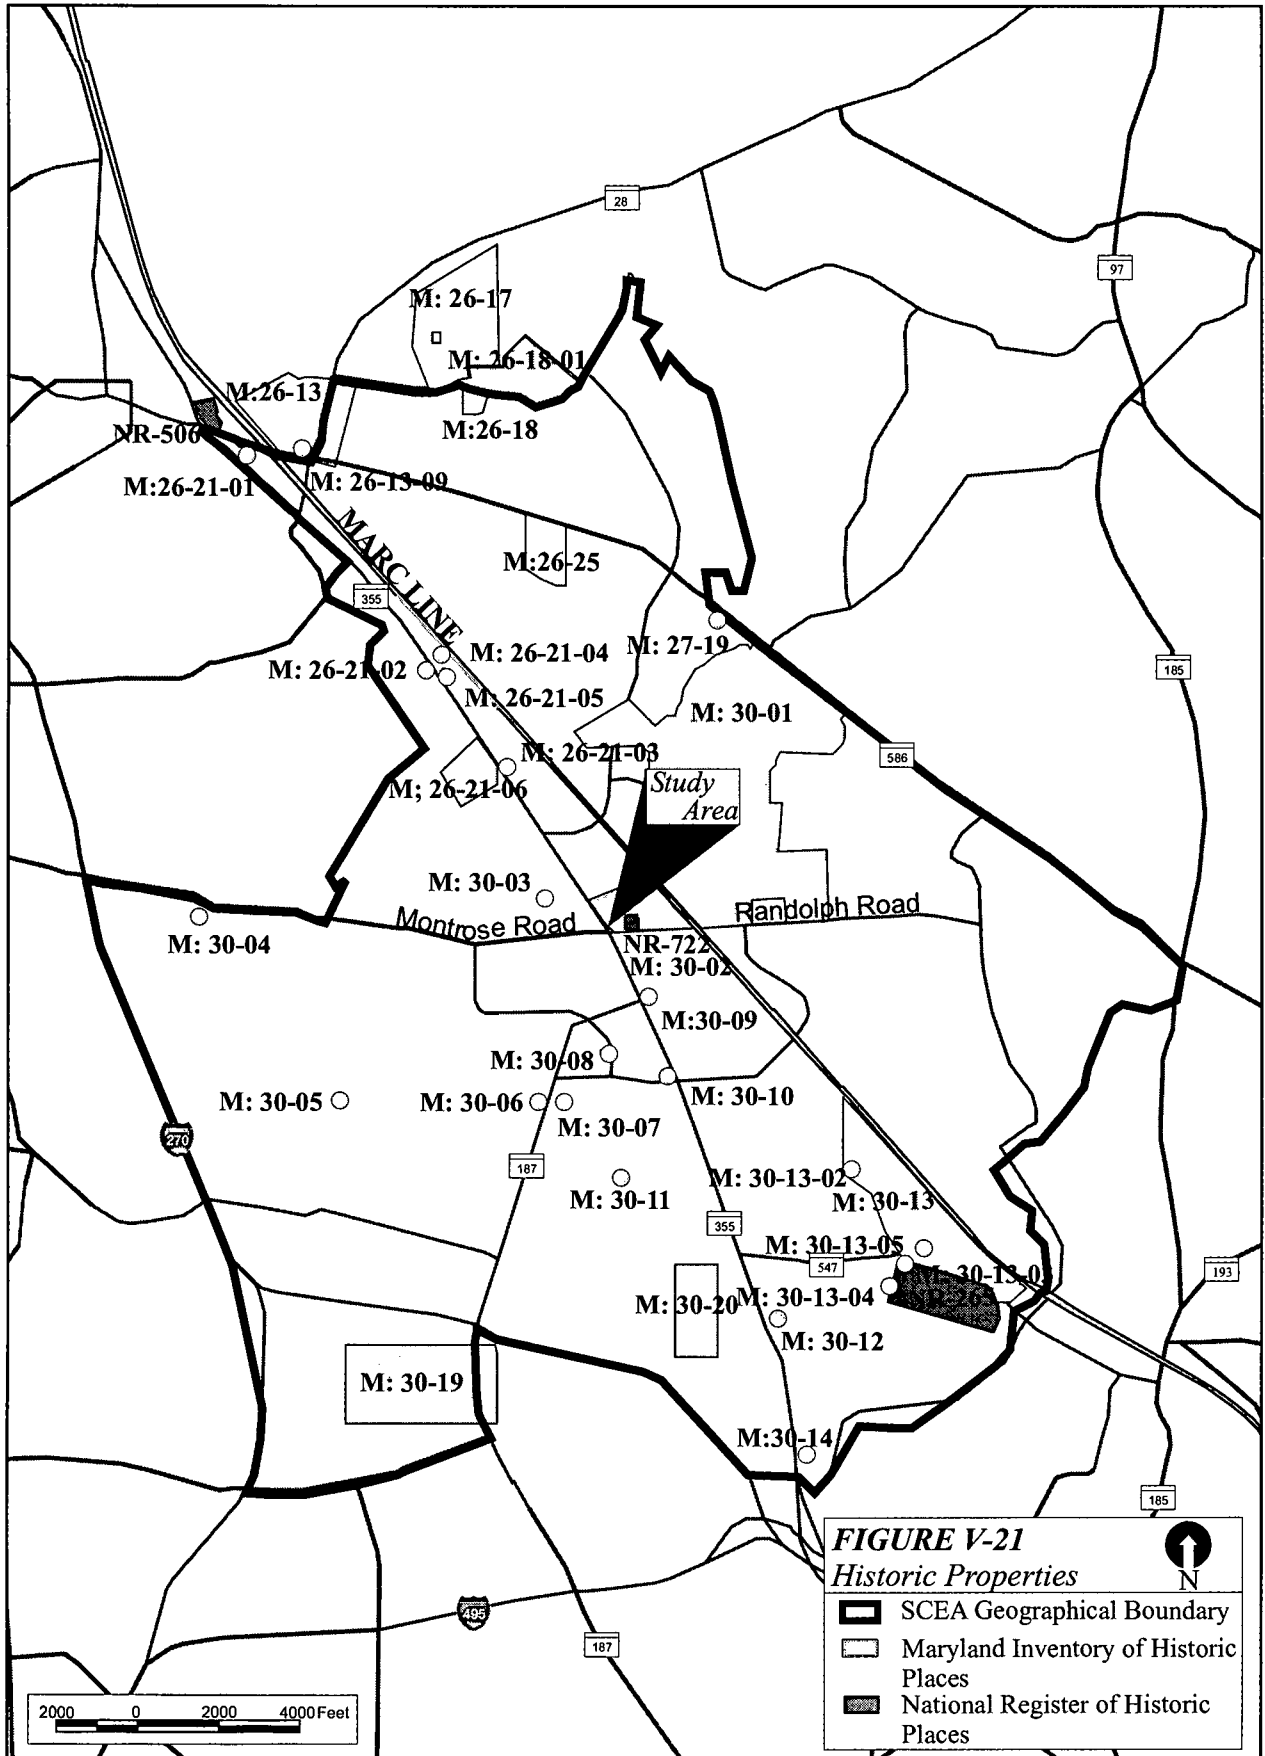 28
97
M: 26-17
M: 26-18-01
M:26-13
NR-506
M:26-18
M:26-21-01
M: 26-13-09
MARC LINE
M:26-25
355
M: 27-19
M: 26-21-04
M: 26-21-02
185
M: 26-21-05
M: 30-01
M; 26-21-03
586
M; 26-21-06
Study
Area
M: 30-03
Montrose Road
Randolph Road
M: 30-04
NR-722
M: 30-02
M:30-09
M: 30-08
M: 30-05
M: 30-06
M: 30-10
M: 30-07
270
187
M: 30-13-02
M: 30-11
M: 30-13
355
M: 30-13-05
547
193
M: 30-13-0
M: 30-20
M: 30-13-04
NR-265
M: 30-12
M: 30-19
M:30-14
185
495
187
FIGURE V-21
Historic Properties
N
SCEA Geographical Boundary
Maryland Inventory of Historic
Places
National Register of Historic
Places
2000 0 2000 4000 Feet